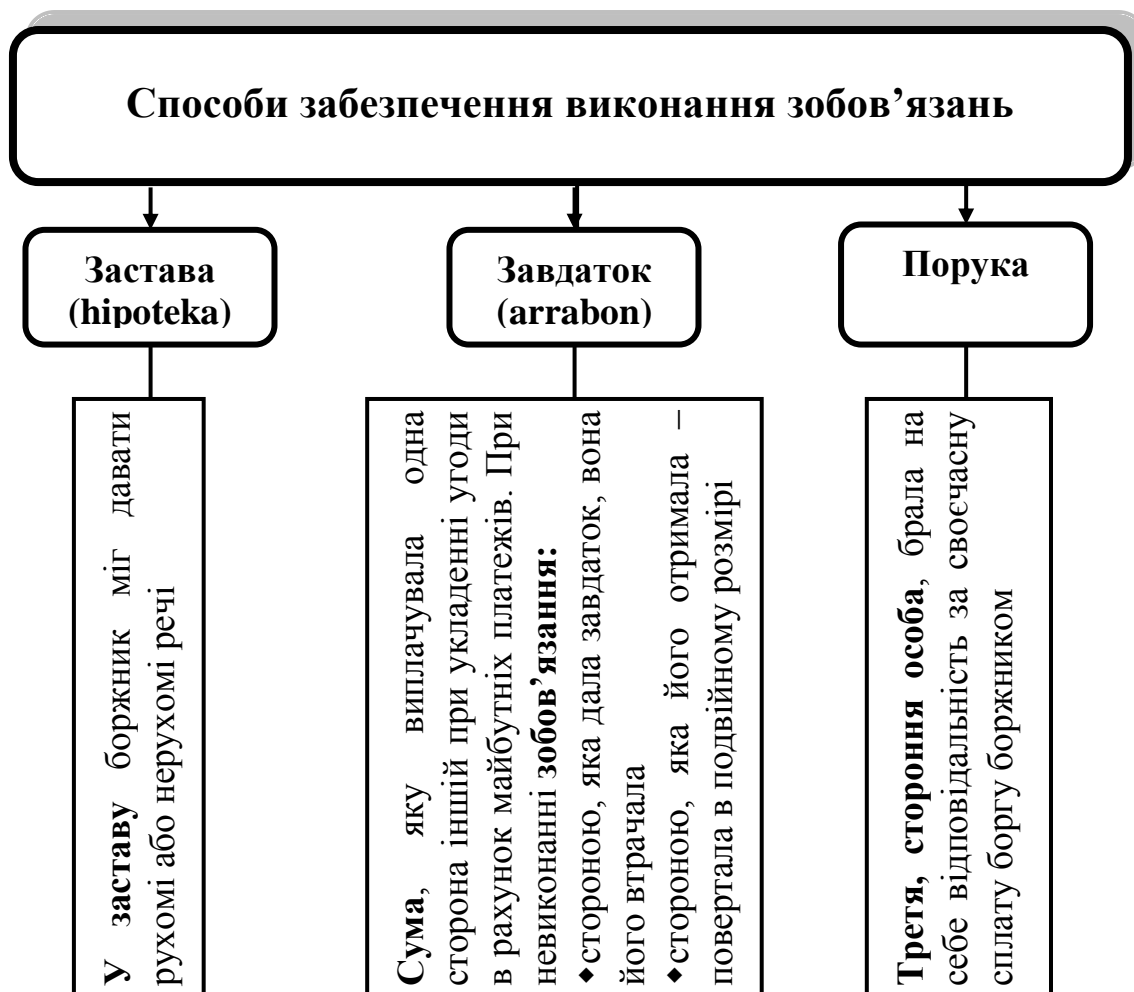 Способи забезпечення виконання зобов’язань
Застава
(hipoteka)
Завдаток
(arrabon)
Порука
У заставу боржник міг давати
рухомі або нерухомі речі
Сума, яку виплачувала одна
сторона іншій при укладенні угоди
в рахунок майбутніх платежів. При
невиконанні зобов’язання:
♦стороною, яка дала завдаток, вона
його втрачала
♦стороною, яка його отримала –
повертала в подвійному розмірі
Третя, стороння особа, брала на
себе відповідальність за своєчасну
сплату боргу боржником